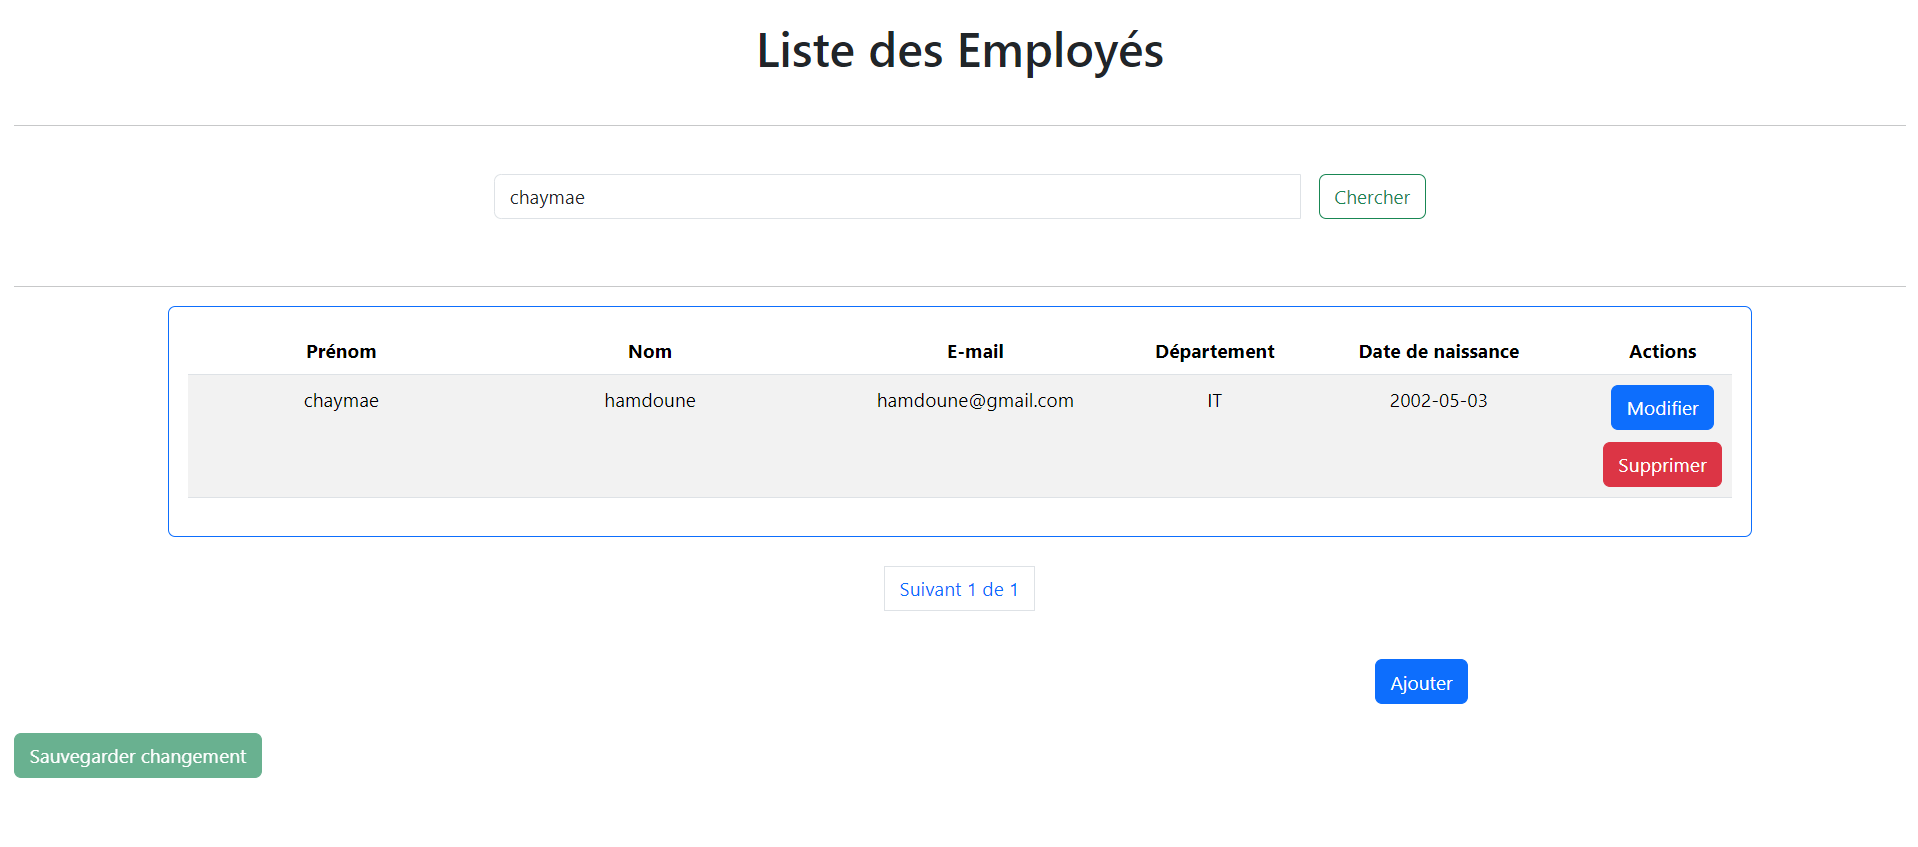 Liste des Employés
chaymae
Chercher
Prénom Nom E-mail Département Date de naissance Actions
chaymae hamdoune hamdoune@gmail.com IT 2002-05-03 Modifier
Supprimer
Suivant 1 de 1
Ajouter
Sauvegarder changement